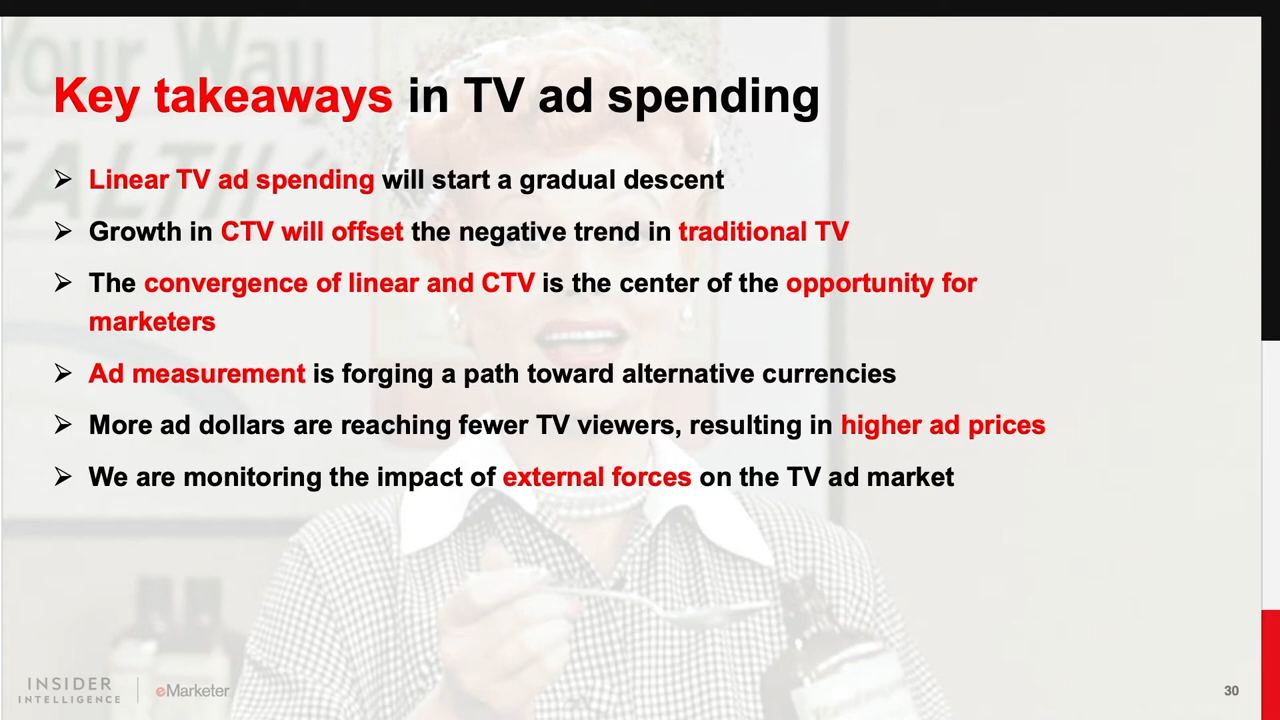 Your Way
Key takeaways in TV ad spending
➢ Linear TV ad spending will start a gradual descent
➢ Growth in CTV will offset the negative trend in traditional TV
➢ The convergence of linear and CTV is the center of the opportunity for
marketers
➢ Ad measurement is forging a path toward alternative currencies
➢ More ad dollars are reaching fewer TV viewers, resulting in higher ad prices
➢ We are monitoring the impact of external forces on the TV ad market
INSIDER
INTELLIGENCE
eMarketer
30